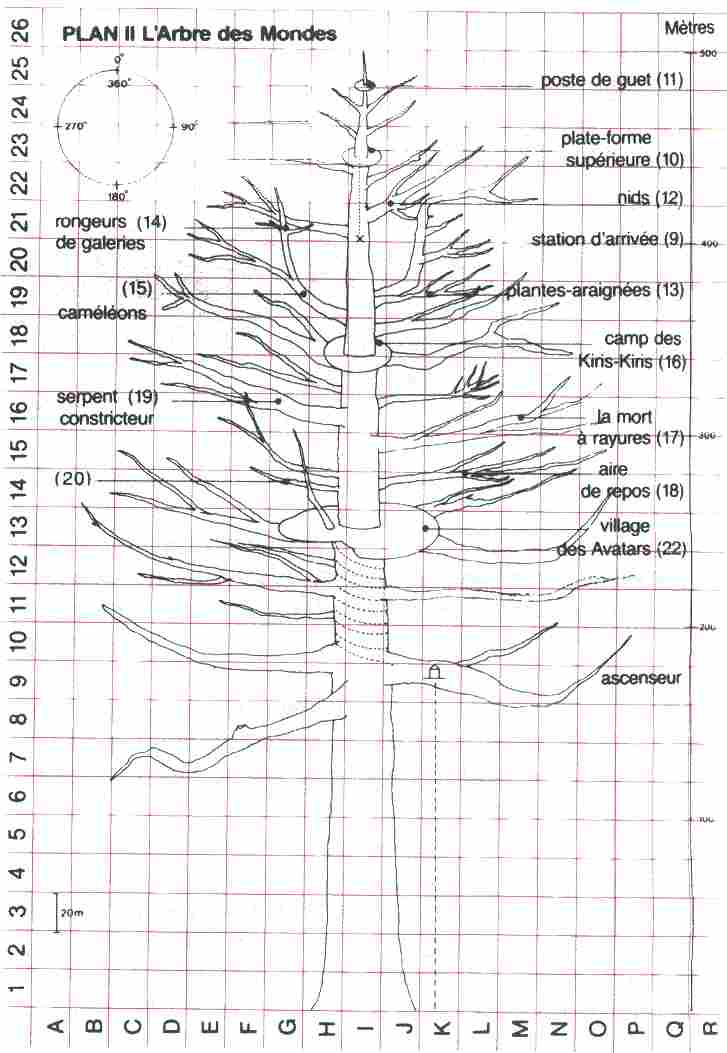 PLAN II L'Arbre des Mondes
Mètres
500
0°
360°
270°
90°
180°
poste de guet (11)
plate-forme
supérieure (10)
nids (12)
rongeurs (14)
de galeries
station d'arrivée (9)
400
(15)
caméléons
plantes-araignées (13)
camp des
Kiris-Kiris (16)
serpent (19)
constricteur
la mort
à rayures (17)
300
(20)
aire
de repos (18)
village
des Avatars (22)
200
ascenseur
100
20m
26
25
24
23
22
21
20
19
18
17
16
15
14
13
12
11
10
9
8
7
6
5
4
3
2
1
A B C D E F G H I J K L M N O P Q R